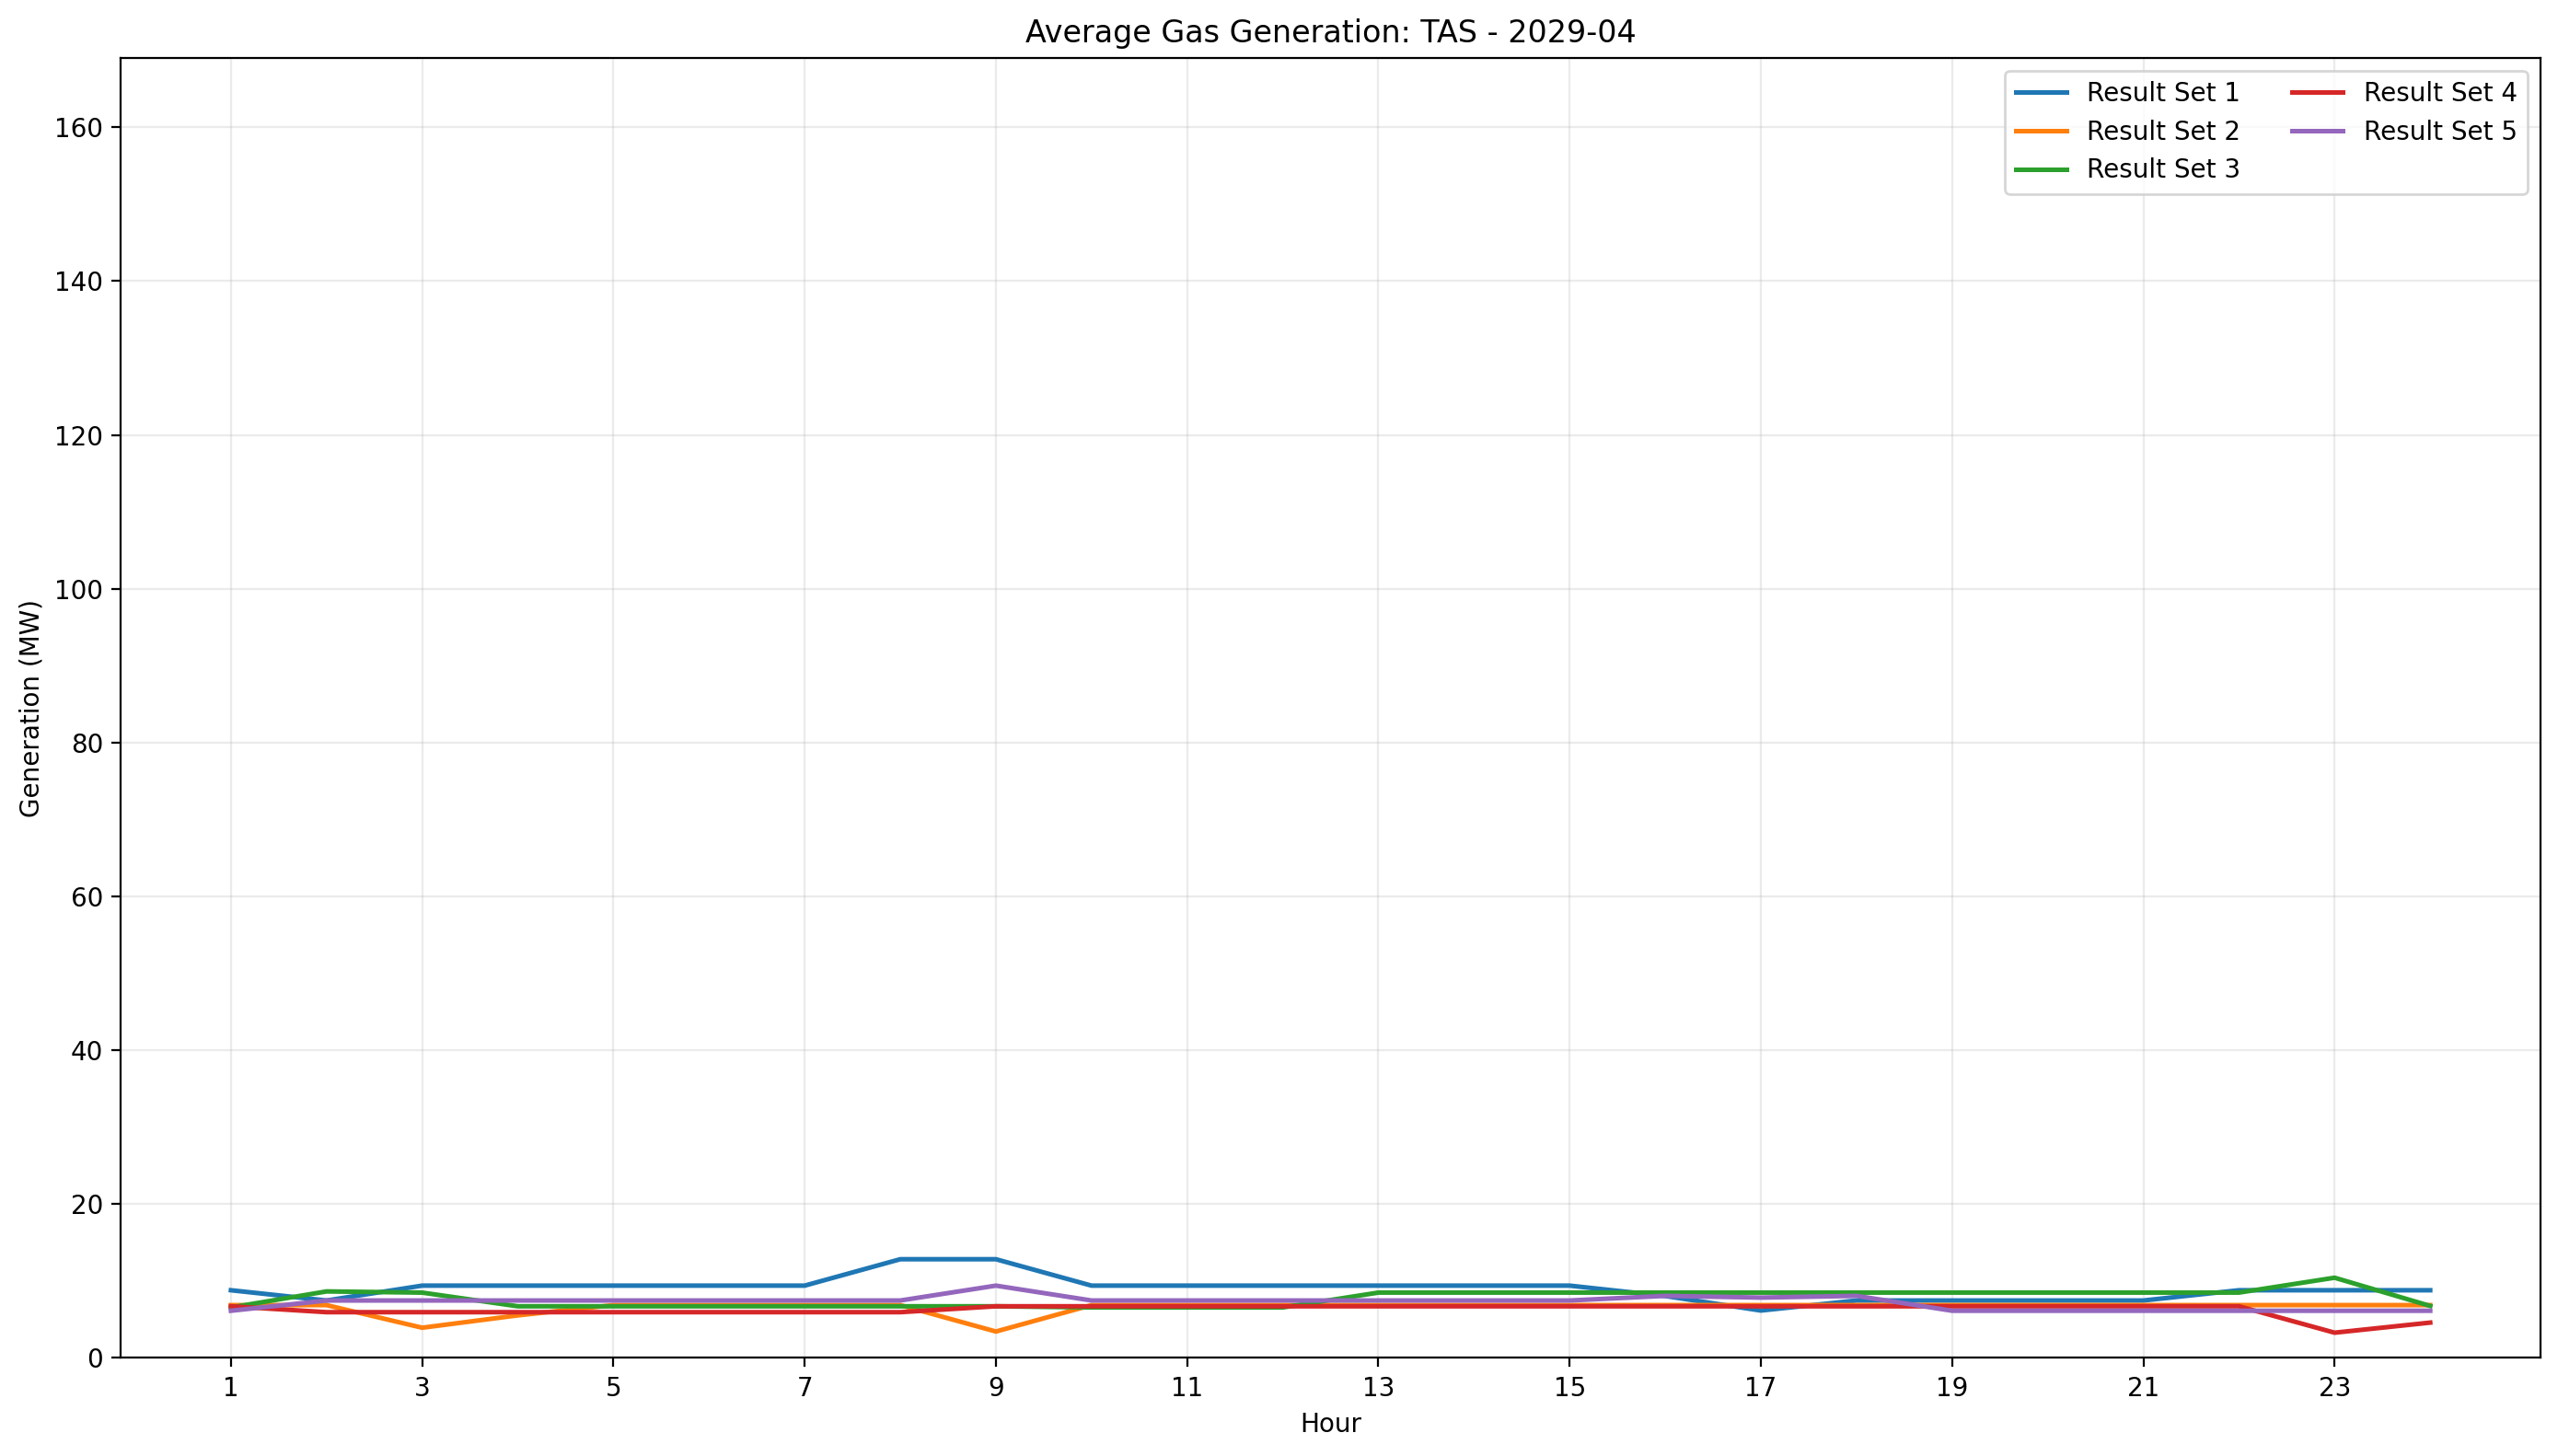 Average Gas Generation: TAS - 2029-04
Result Set 1
Result Set 2
Result Set 3
Result Set 4
Result Set 5
Generation (MW)
160
140
120
100
80
60
40
20
0
1 3 5 7 9 11 13 15 17 19 21 23
Hour